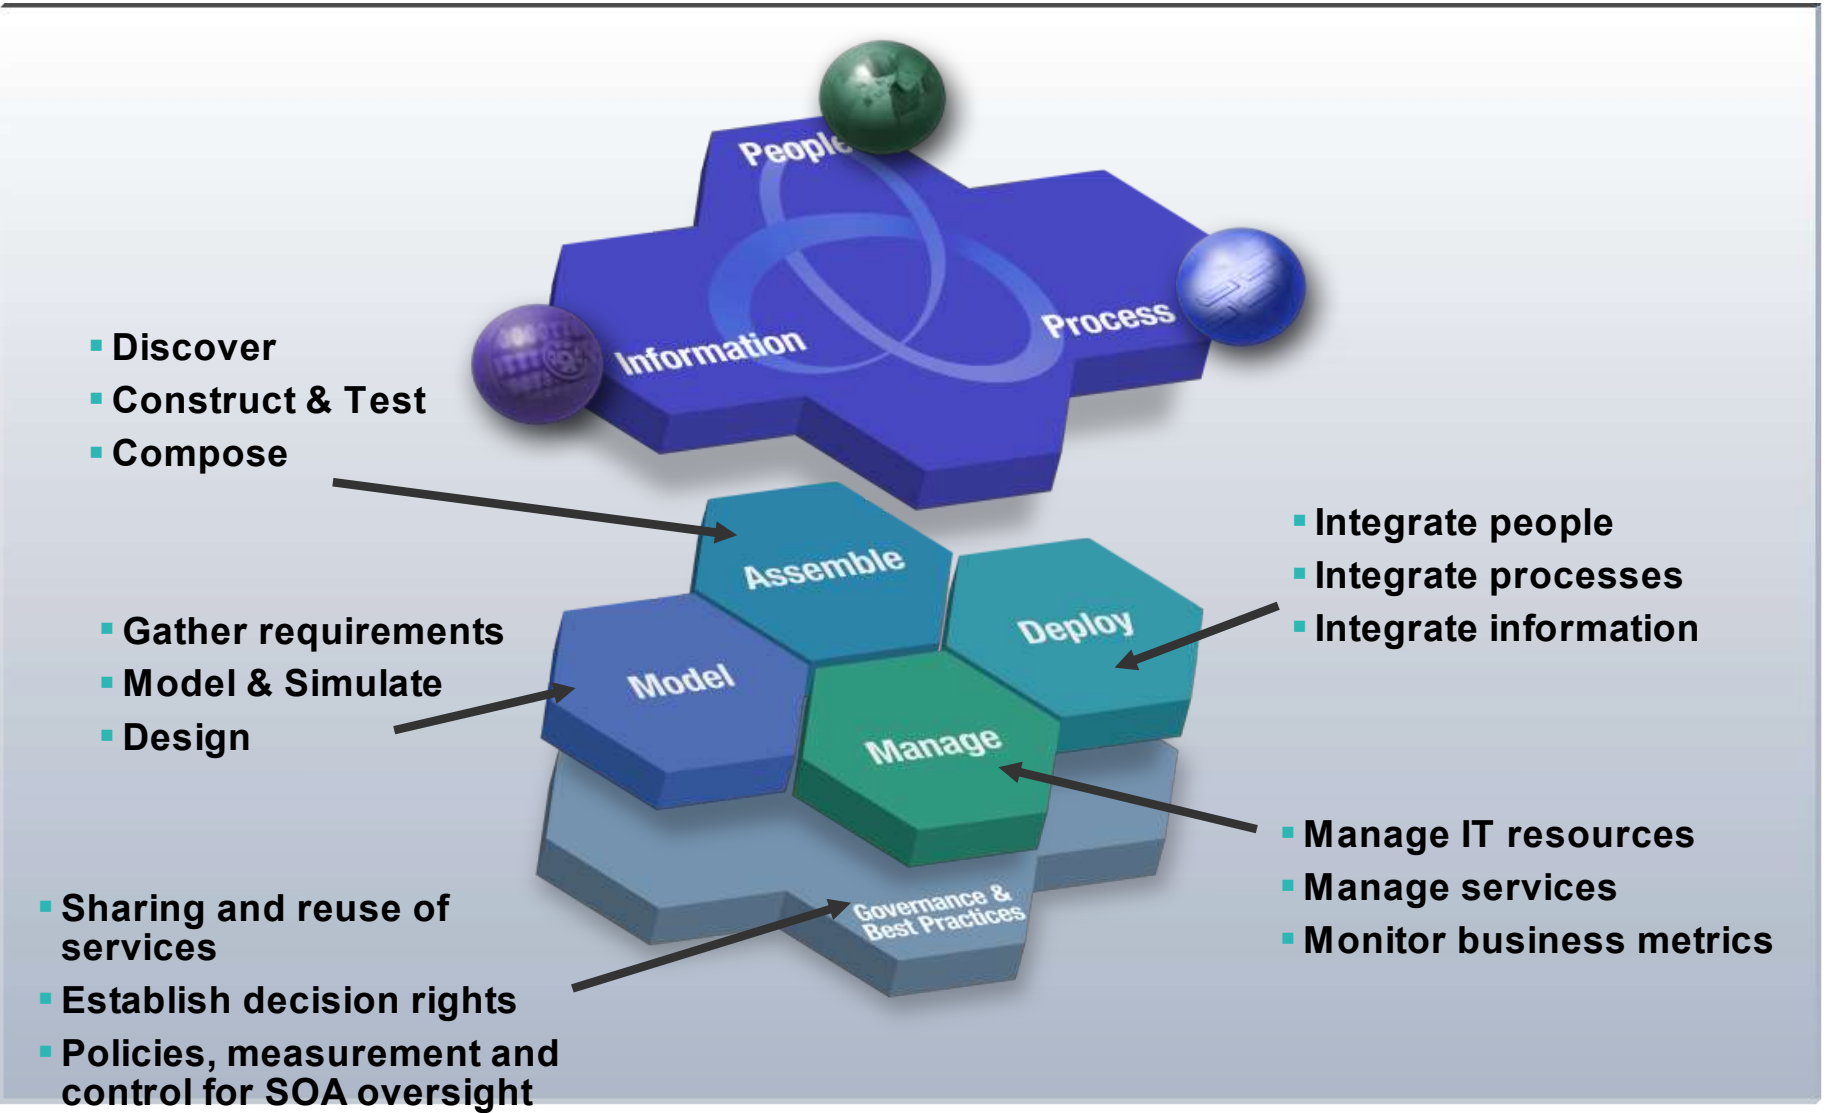 People
Process
Information
Discover
Construct & Test
Compose
Assemble
Integrate people
Integrate processes
Integrate information
Deploy
Gather requirements
Model & Simulate
Design
Model
Manage
Manage IT resources
Manage services
Monitor business metrics
Governance &
Best Practices
Sharing and reuse of
services
Establish decision rights
Policies, measurement and
control for SOA oversight